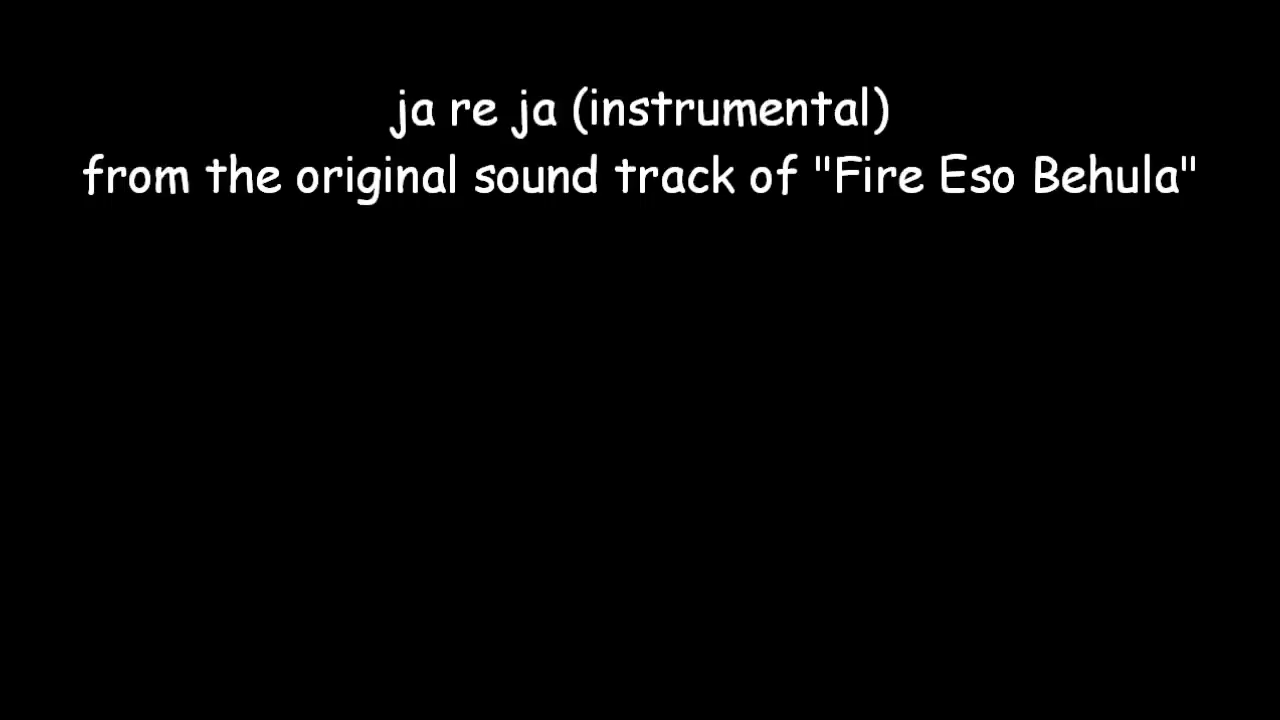 ja re ja (instrumental)
from the original sound track of "Fire Eso Behula"